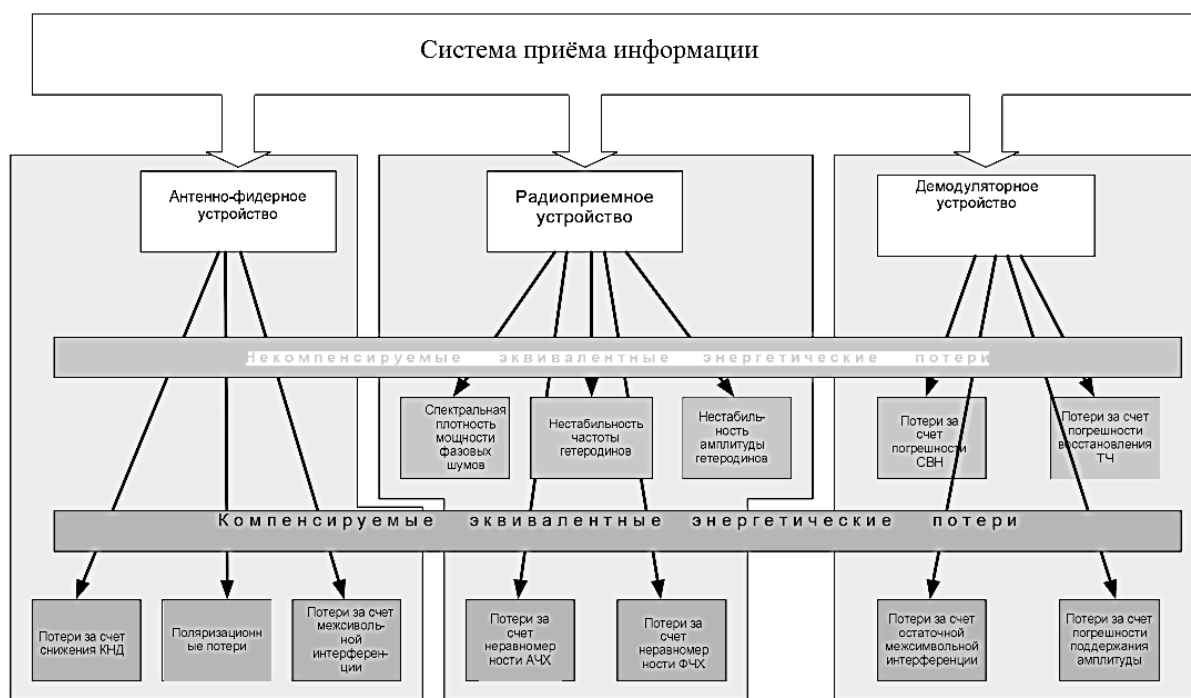 Система приёма информации
Антенно-фидерное
устройство
Радиоприемное
устройство
Демодуляторное
устройство
Некомпенсируемые эквивалентные энергетические потери
Спектральная
плотность
мощности
фазовых
шумов
Нестабильность
частоты
гетеродинов
Нестабиль-
ность
амплитуды
гетеродинов
Потери за
счет
погрешности
СВН
Потери за счет
погрешности
восстановления
ТЧ
Компенсируемые эквивалентные энергетические потери
Потери за счет
снижения КНД
Поляризационн
ые потери
Потери за счет
межсиволь-
ной
интерферен-
ции
Потери за
счет
неравномер
ности АЧХ
Потери за
счет
неравномер
ности ФЧХ
Потери за счет
остаточной
межсимвольной
интерференции
Потери за счет
погрешности
поддержания
амплитуды